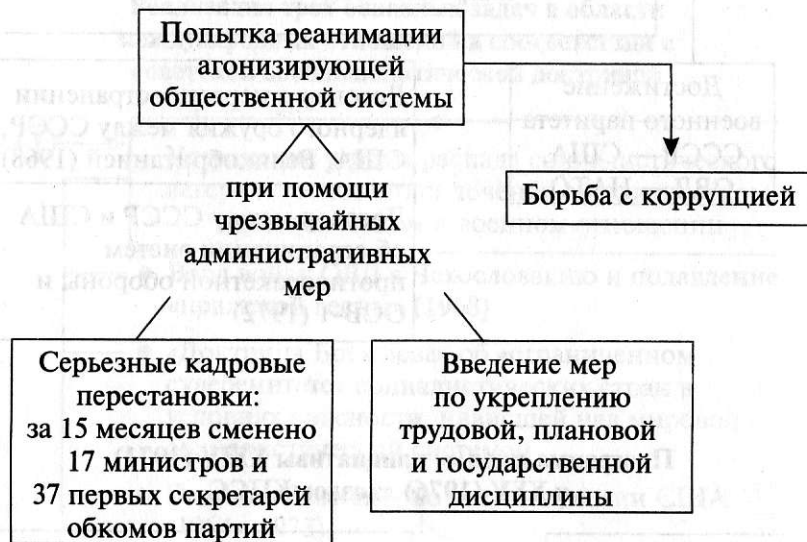 Попытка реанимации
агонизирующей
общественной системы
при помощи
чрезвычайных
административных
мер
Борьба с коррупцией
Серьезные кадровые
перестановки:
за 15 месяцев сменено
17 министров и
37 первых секретарей
обкомов партий
Введение мер
по укреплению
трудовой, плановой
и государственной
дисциплины